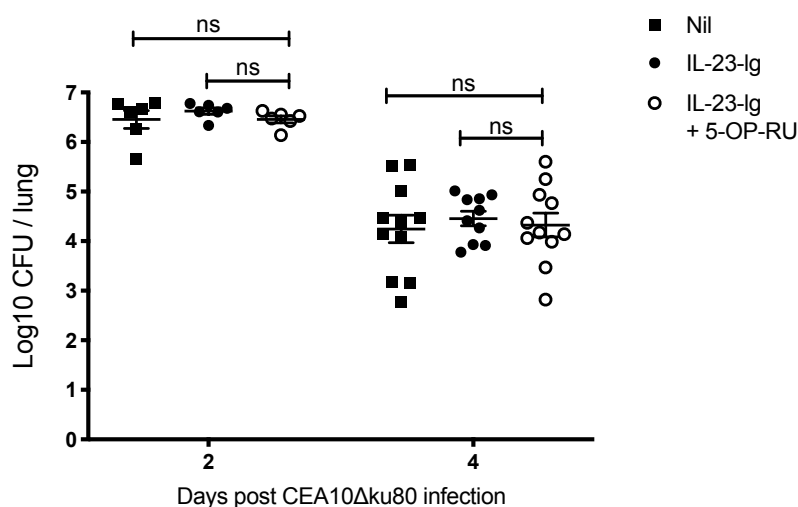 ns
ns
ns
ns
Nil
IL-23-Ig
IL-23-Ig
+ 5-OP-RU
Log10 CFU / lung
7
6
5
4
3
2
1
0
2
4
Days post CEA10Δku80 infection